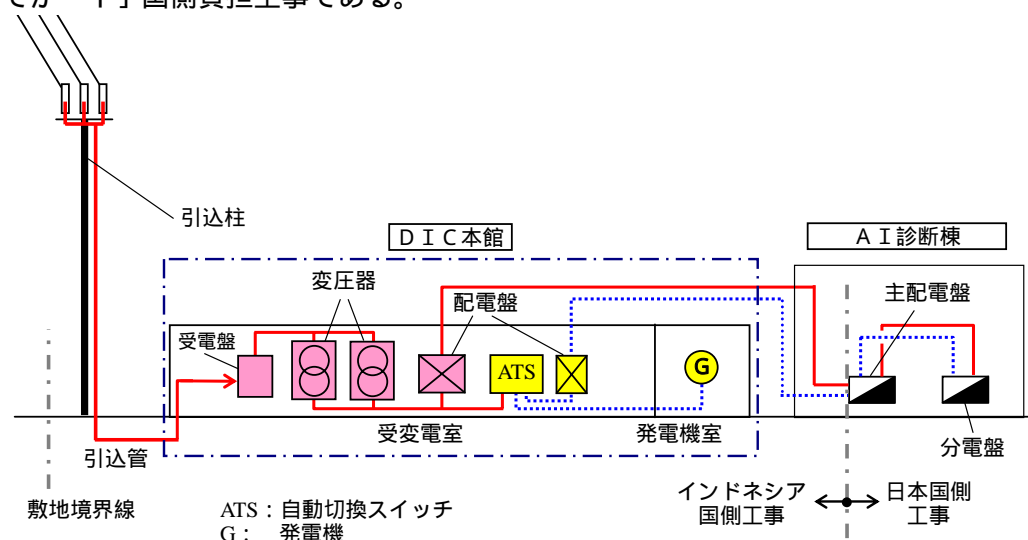 国側負担工事である。
引込柱
DIC本館
AI診断棟
変圧器
配電盤
主配電盤
受電盤
ATS
G
受変電室
発電機室
分電盤
引込管
敷地境界線
インドネシア
国側工事
日本国側
工事
ATS:自動切換スイッチ
G: 発電機